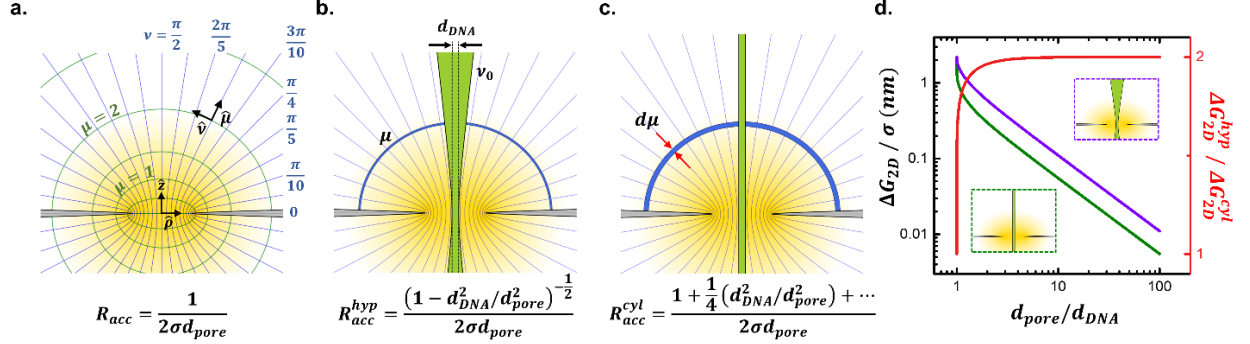 a.
ν = π/2
2π/5
3π/10
π/4
π/5
π/10
0
μ = 2
μ = 1
ν̂
μ̂
ẑ
ρ̂
R_acc = 1 / 2σd_pore
b.
d_DNA
ν_0
μ
R_acc^hyp = (1 − d_DNA^2/d_pore^2)^(−1/2) / 2σd_pore
c.
dμ
R_acc^cyl = 1 + 1/4 (d_DNA^2/d_pore^2) + ⋯ / 2σd_pore
d.
ΔG_2D / σ (nm)
1
0.1
0.01
1
10
100
d_pore/d_DNA
2
1
ΔG_2D^hyp / ΔG_2D^cyl